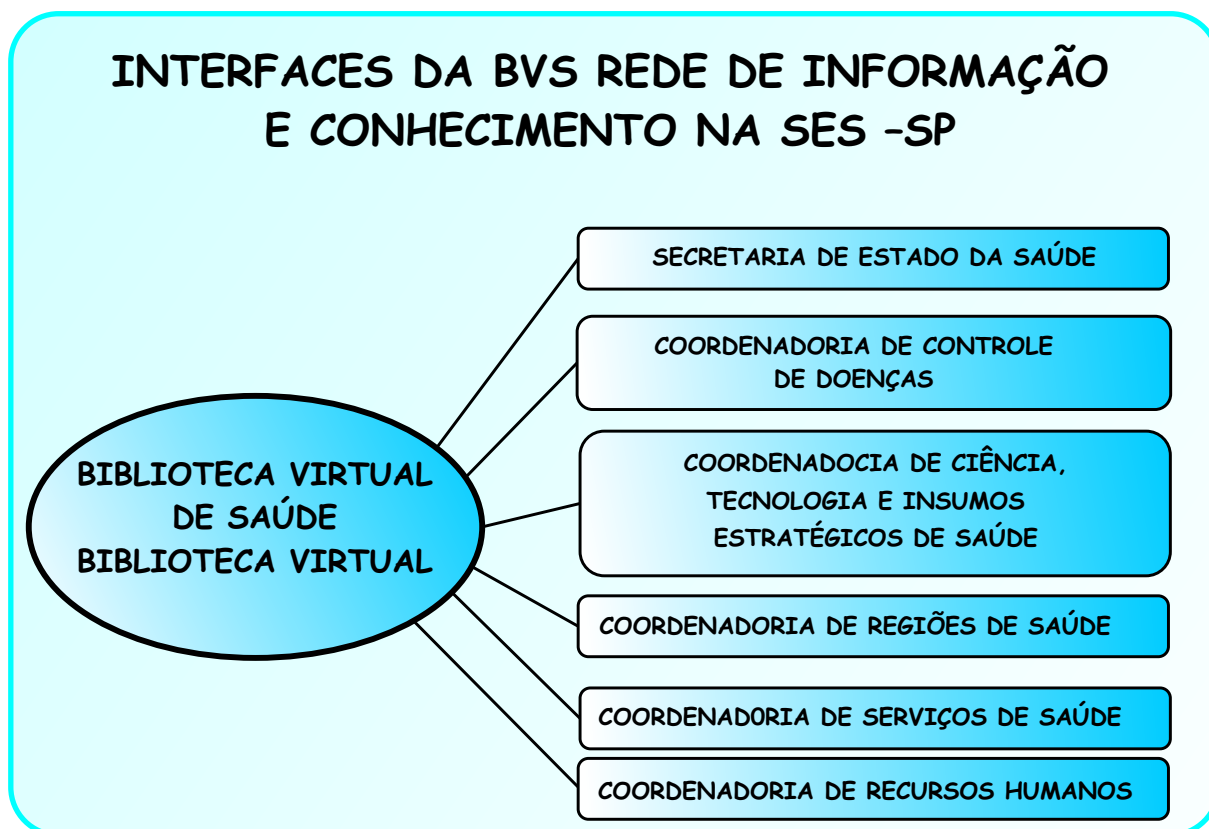 INTERFACES DA BVS REDE DE INFORMAÇÃO
E CONHECIMENTO NA SES –SP
SECRETARIA DE ESTADO DA SAÚDE
COORDENADORIA DE CONTROLE
DE DOENÇAS
BIBLIOTECA VIRTUAL
DE SAÚDE
BIBLIOTECA VIRTUAL
COORDENADOCIA DE CIÊNCIA,
TECNOLOGIA E INSUMOS
ESTRATÉGICOS DE SAÚDE
COORDENADORIA DE REGIÕES DE SAÚDE
COORDENAD0RIA DE SERVIÇOS DE SAÚDE
COORDENADORIA DE RECURSOS HUMANOS